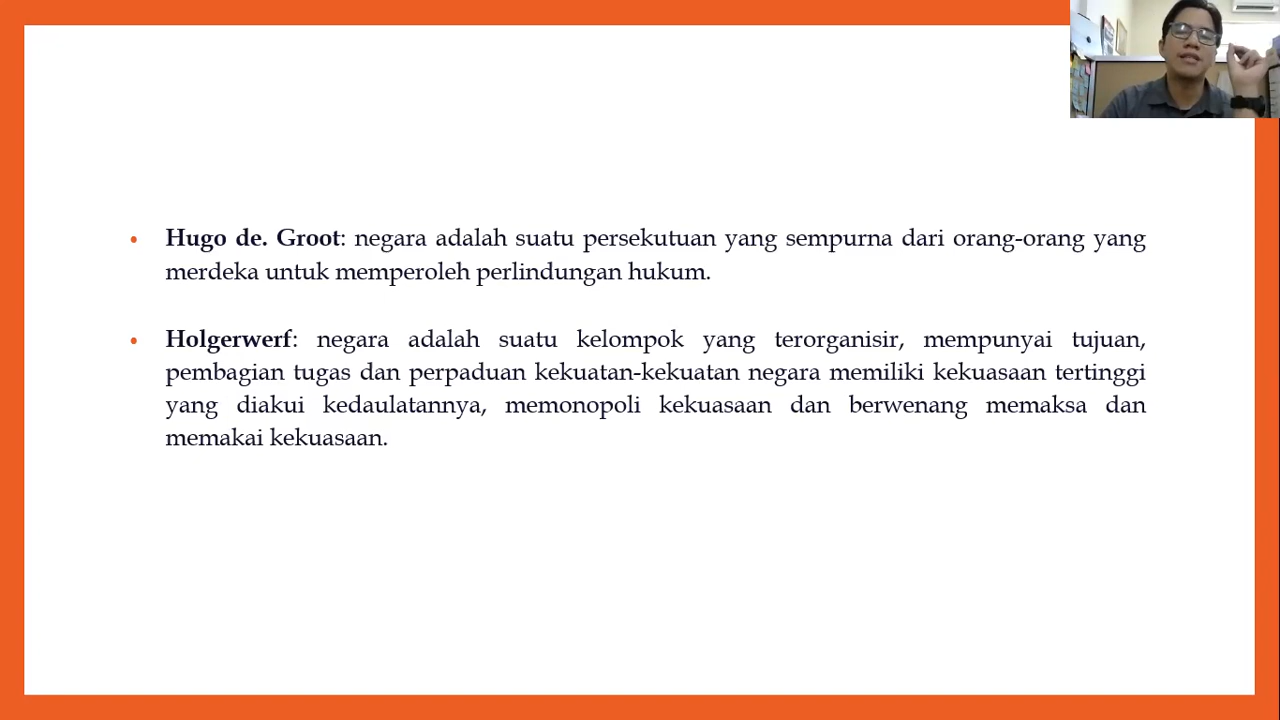 • Hugo de. Groot: negara adalah suatu persekutuan yang sempurna dari orang-orang yang
merdeka untuk memperoleh perlindungan hukum.
• Holgerwerf: negara adalah suatu kelompok yang terorganisir, mempunyai tujuan,
pembagian tugas dan perpaduan kekuatan-kekuatan negara memiliki kekuasaan tertinggi
yang diakui kedaulatannya, memonopoli kekuasaan dan berwenang memaksa dan
memakai kekuasaan.